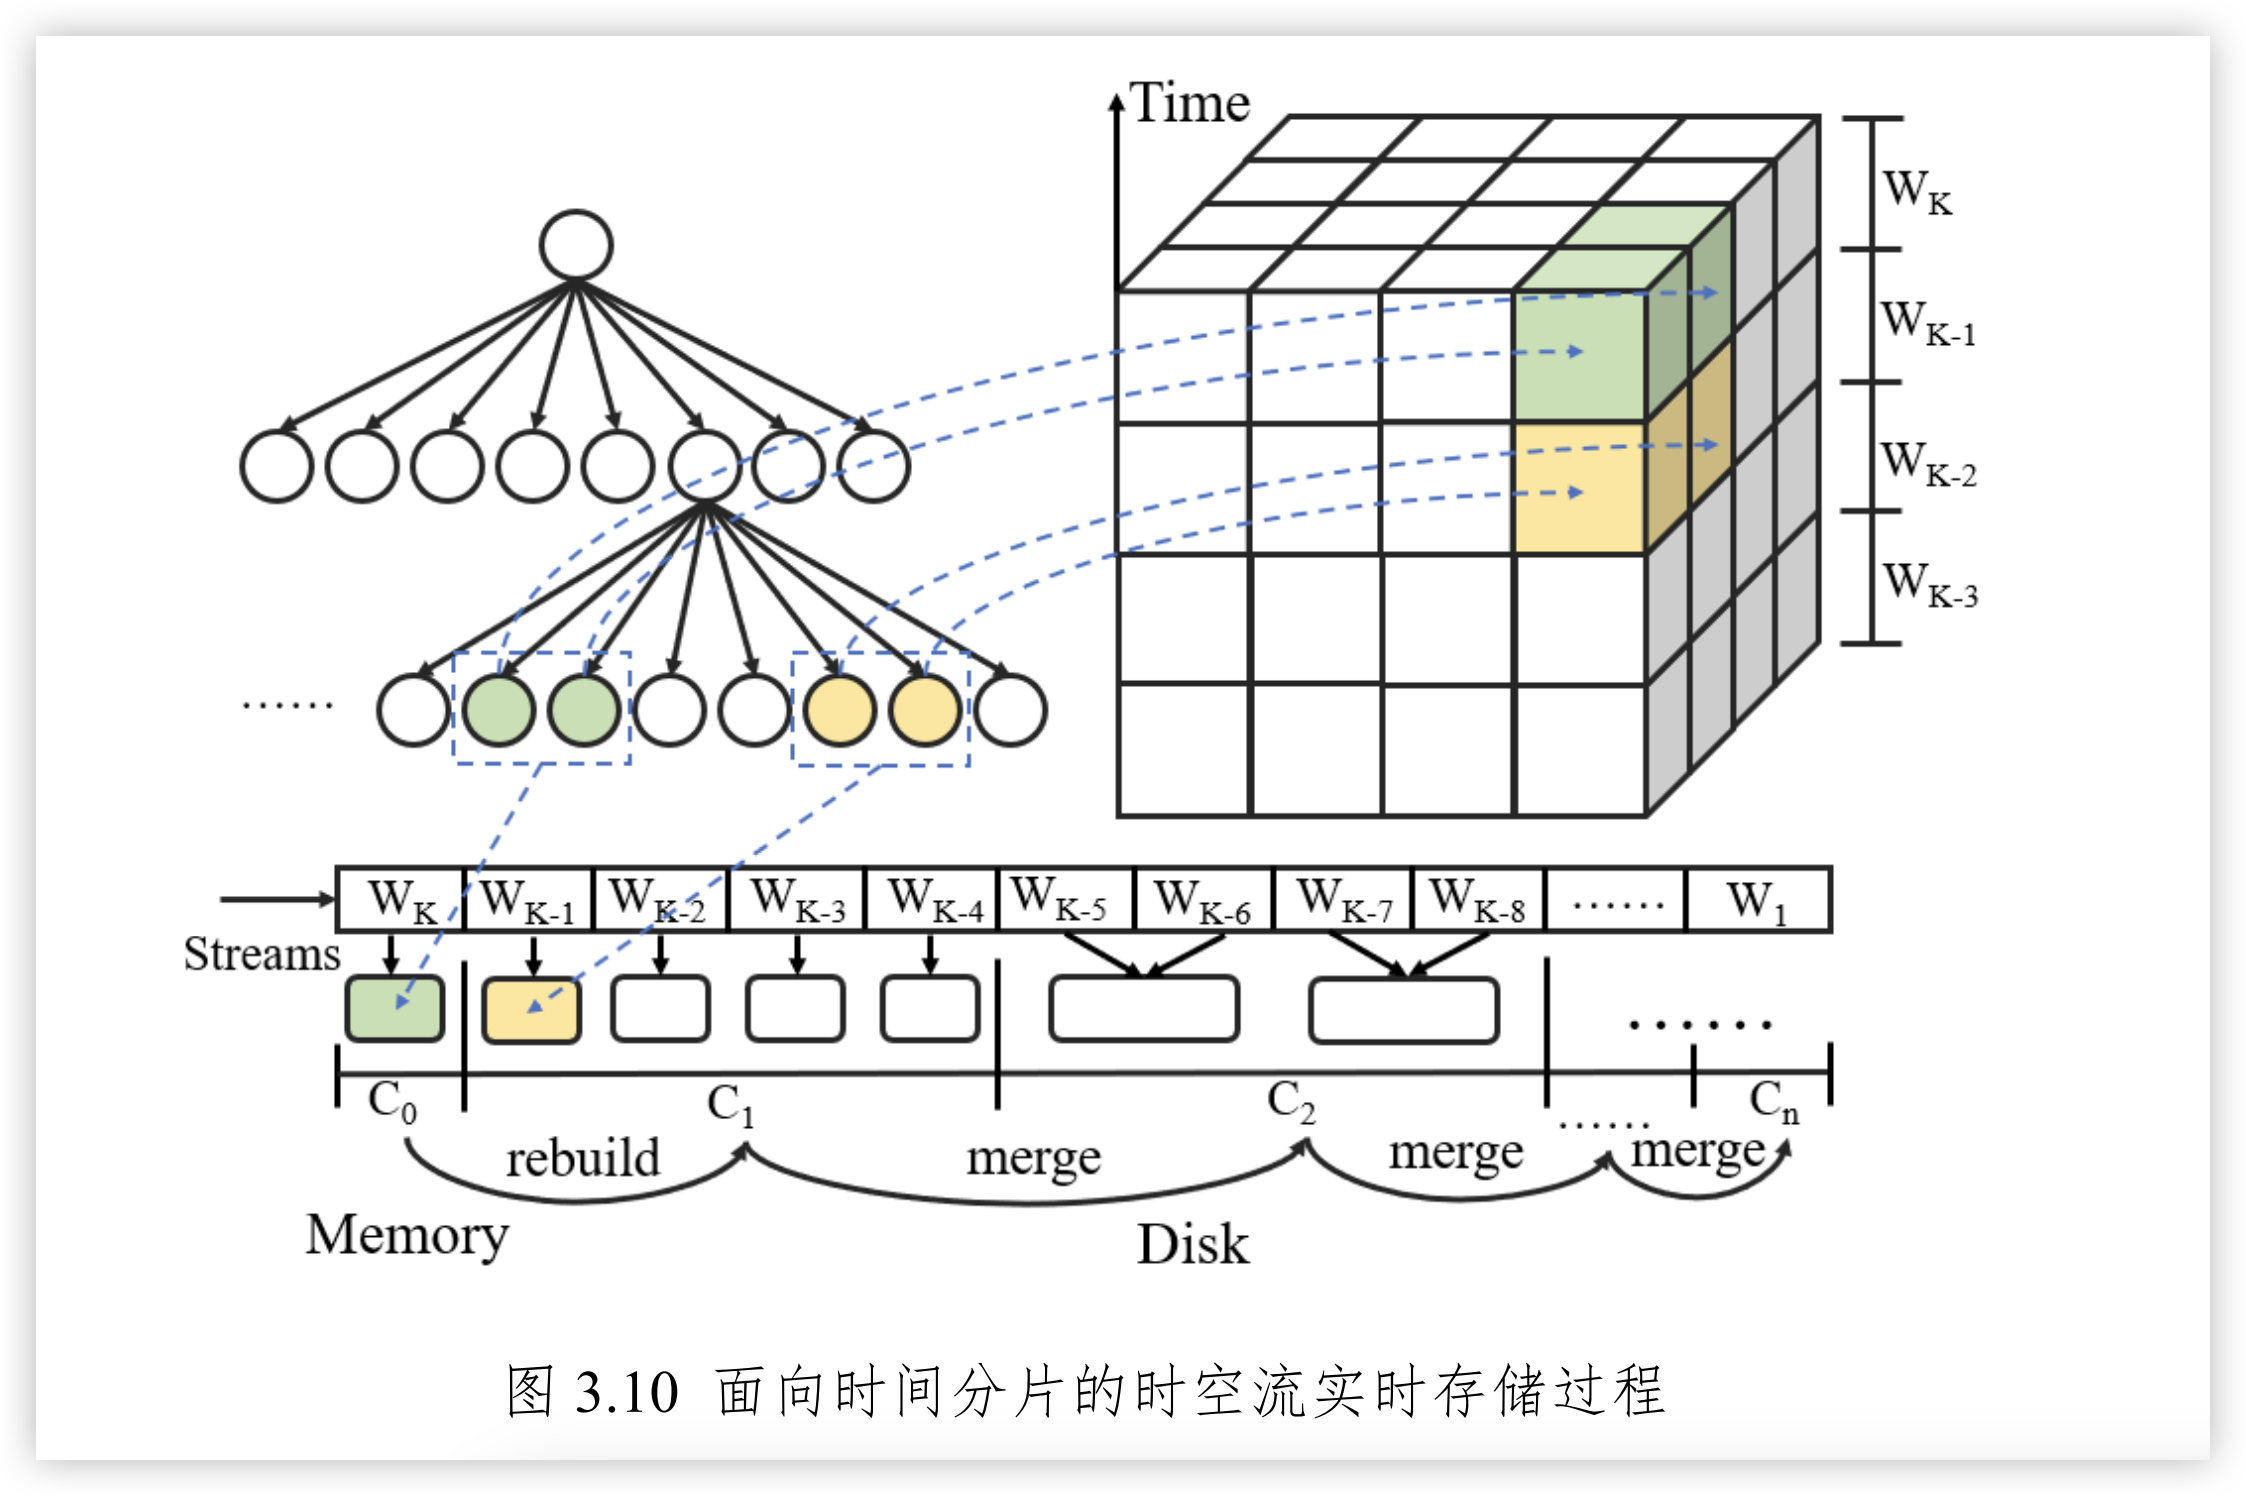 Time
W_K
W_{K-1}
W_{K-2}
W_{K-3}
......
W_K W_{K-1} W_{K-2} W_{K-3} W_{K-4} W_{K-5} W_{K-6} W_{K-7} W_{K-8} ...... W_1
Streams
......
C_0 C_1 C_2 ...... C_n
rebuild merge merge merge
Memory Disk
图 3.10 面向时间分片的时空流实时存储过程